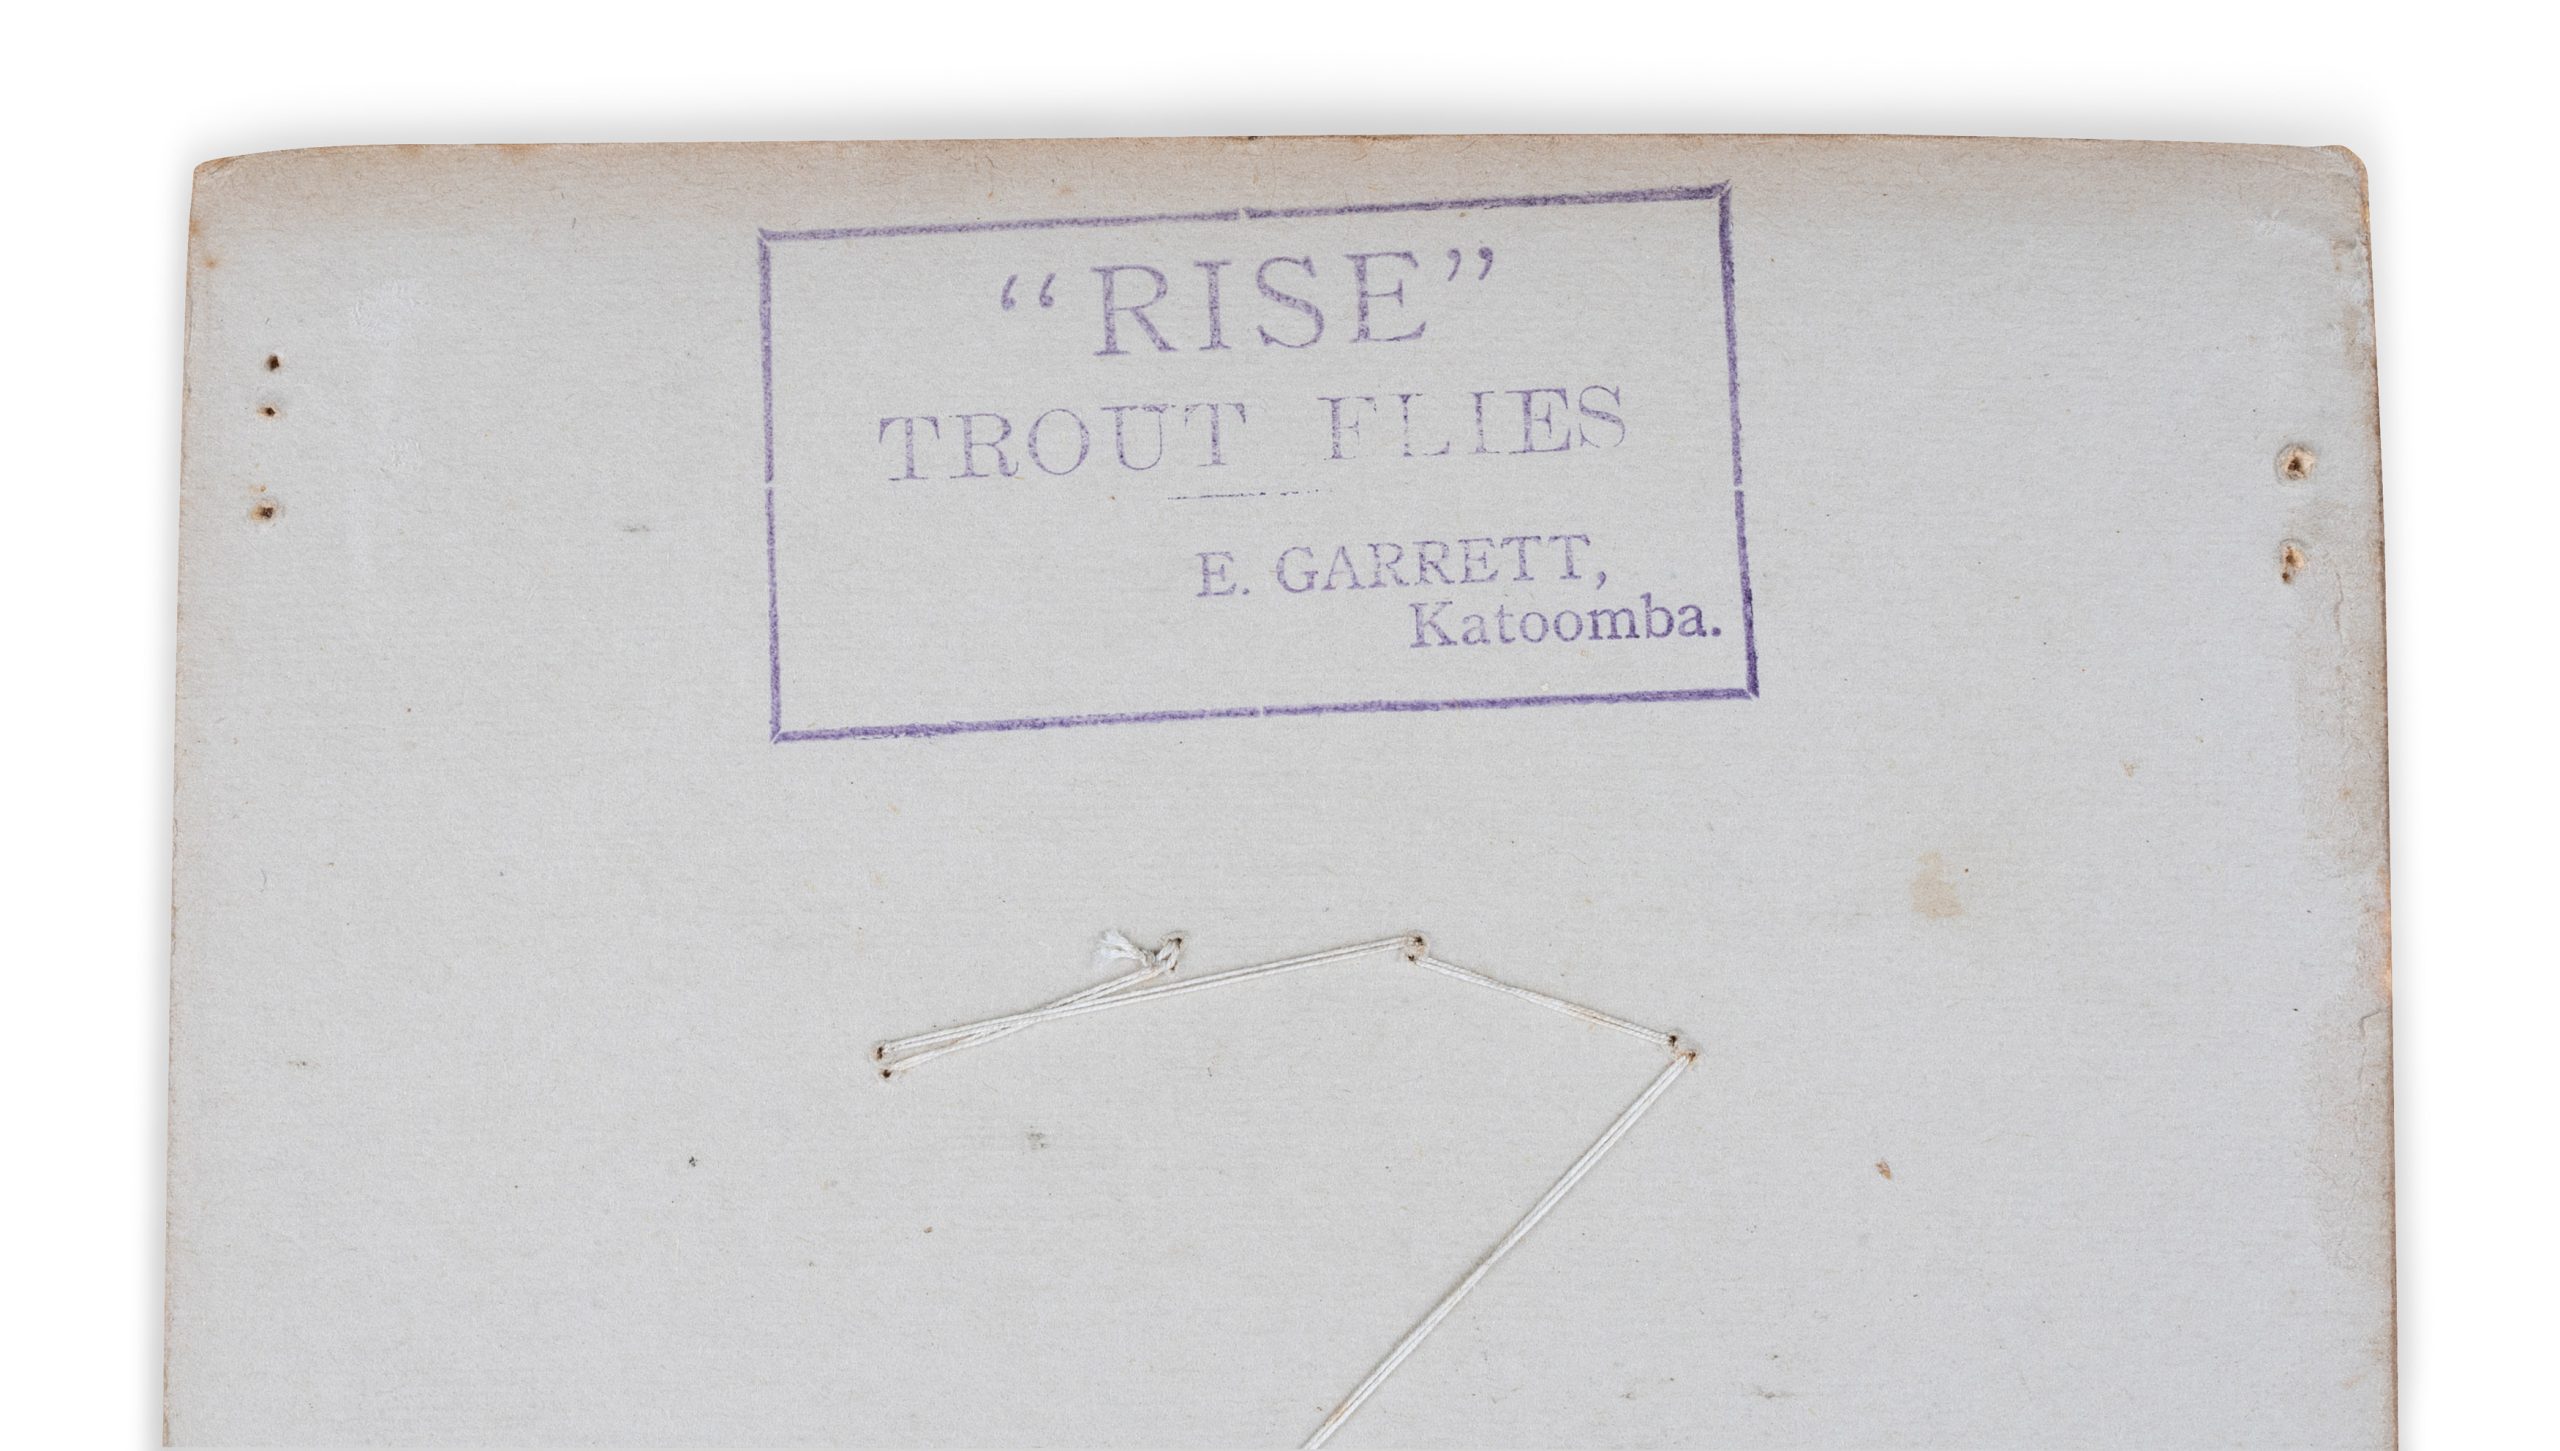 “RISE”
TROUT FLIES
E. GARRETT,
Katoomba.